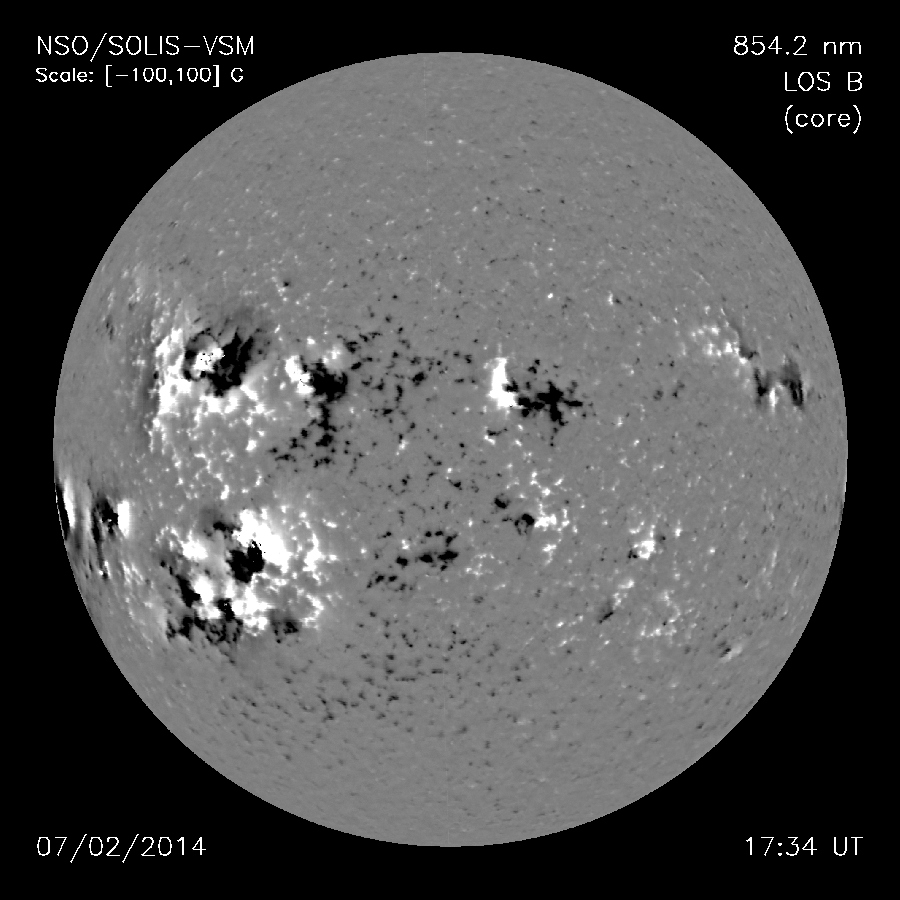 NSO/SOLIS-VSM
Scale: [-100,100] G
854.2 nm
LOS B
(core)
07/02/2014
17:34 UT